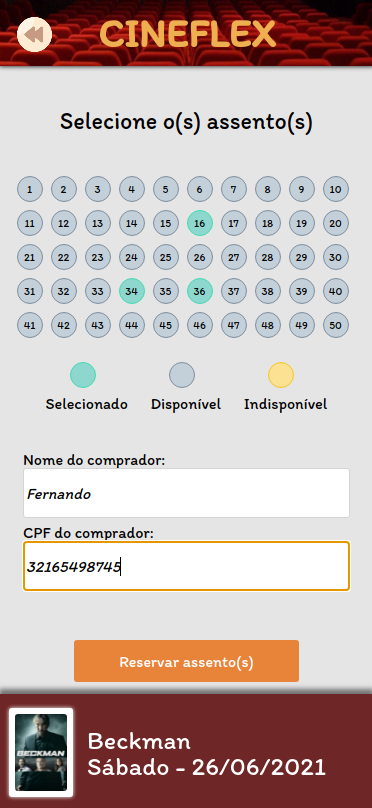 CINEFLEX
Selecione o(s) assento(s)
1 2 3 4 5 6 7 8 9 10
11 12 13 14 15 16 17 18 19 20
21 22 23 24 25 26 27 28 29 30
31 32 33 34 35 36 37 38 39 40
41 42 43 44 45 46 47 48 49 50
Selecionado Disponível Indisponível
Nome do comprador:
Fernando
CPF do comprador:
32165498745
Reservar assento(s)
BECKMAN
Beckman
Sábado - 26/06/2021